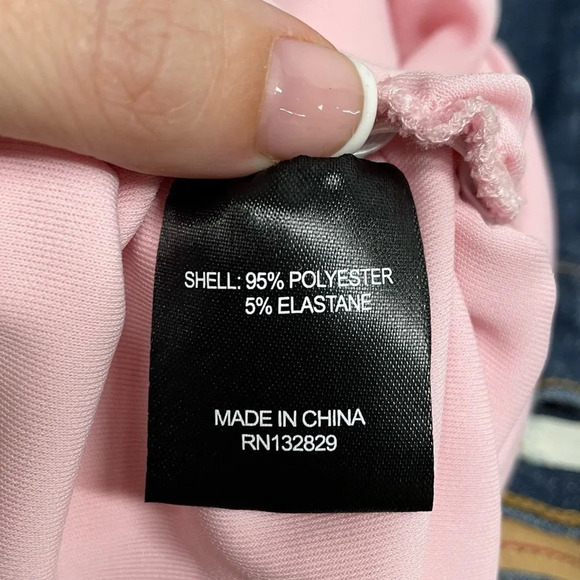 SHELL: 95% POLYESTER
5% ELASTANE
MADE IN CHINA
RN132829